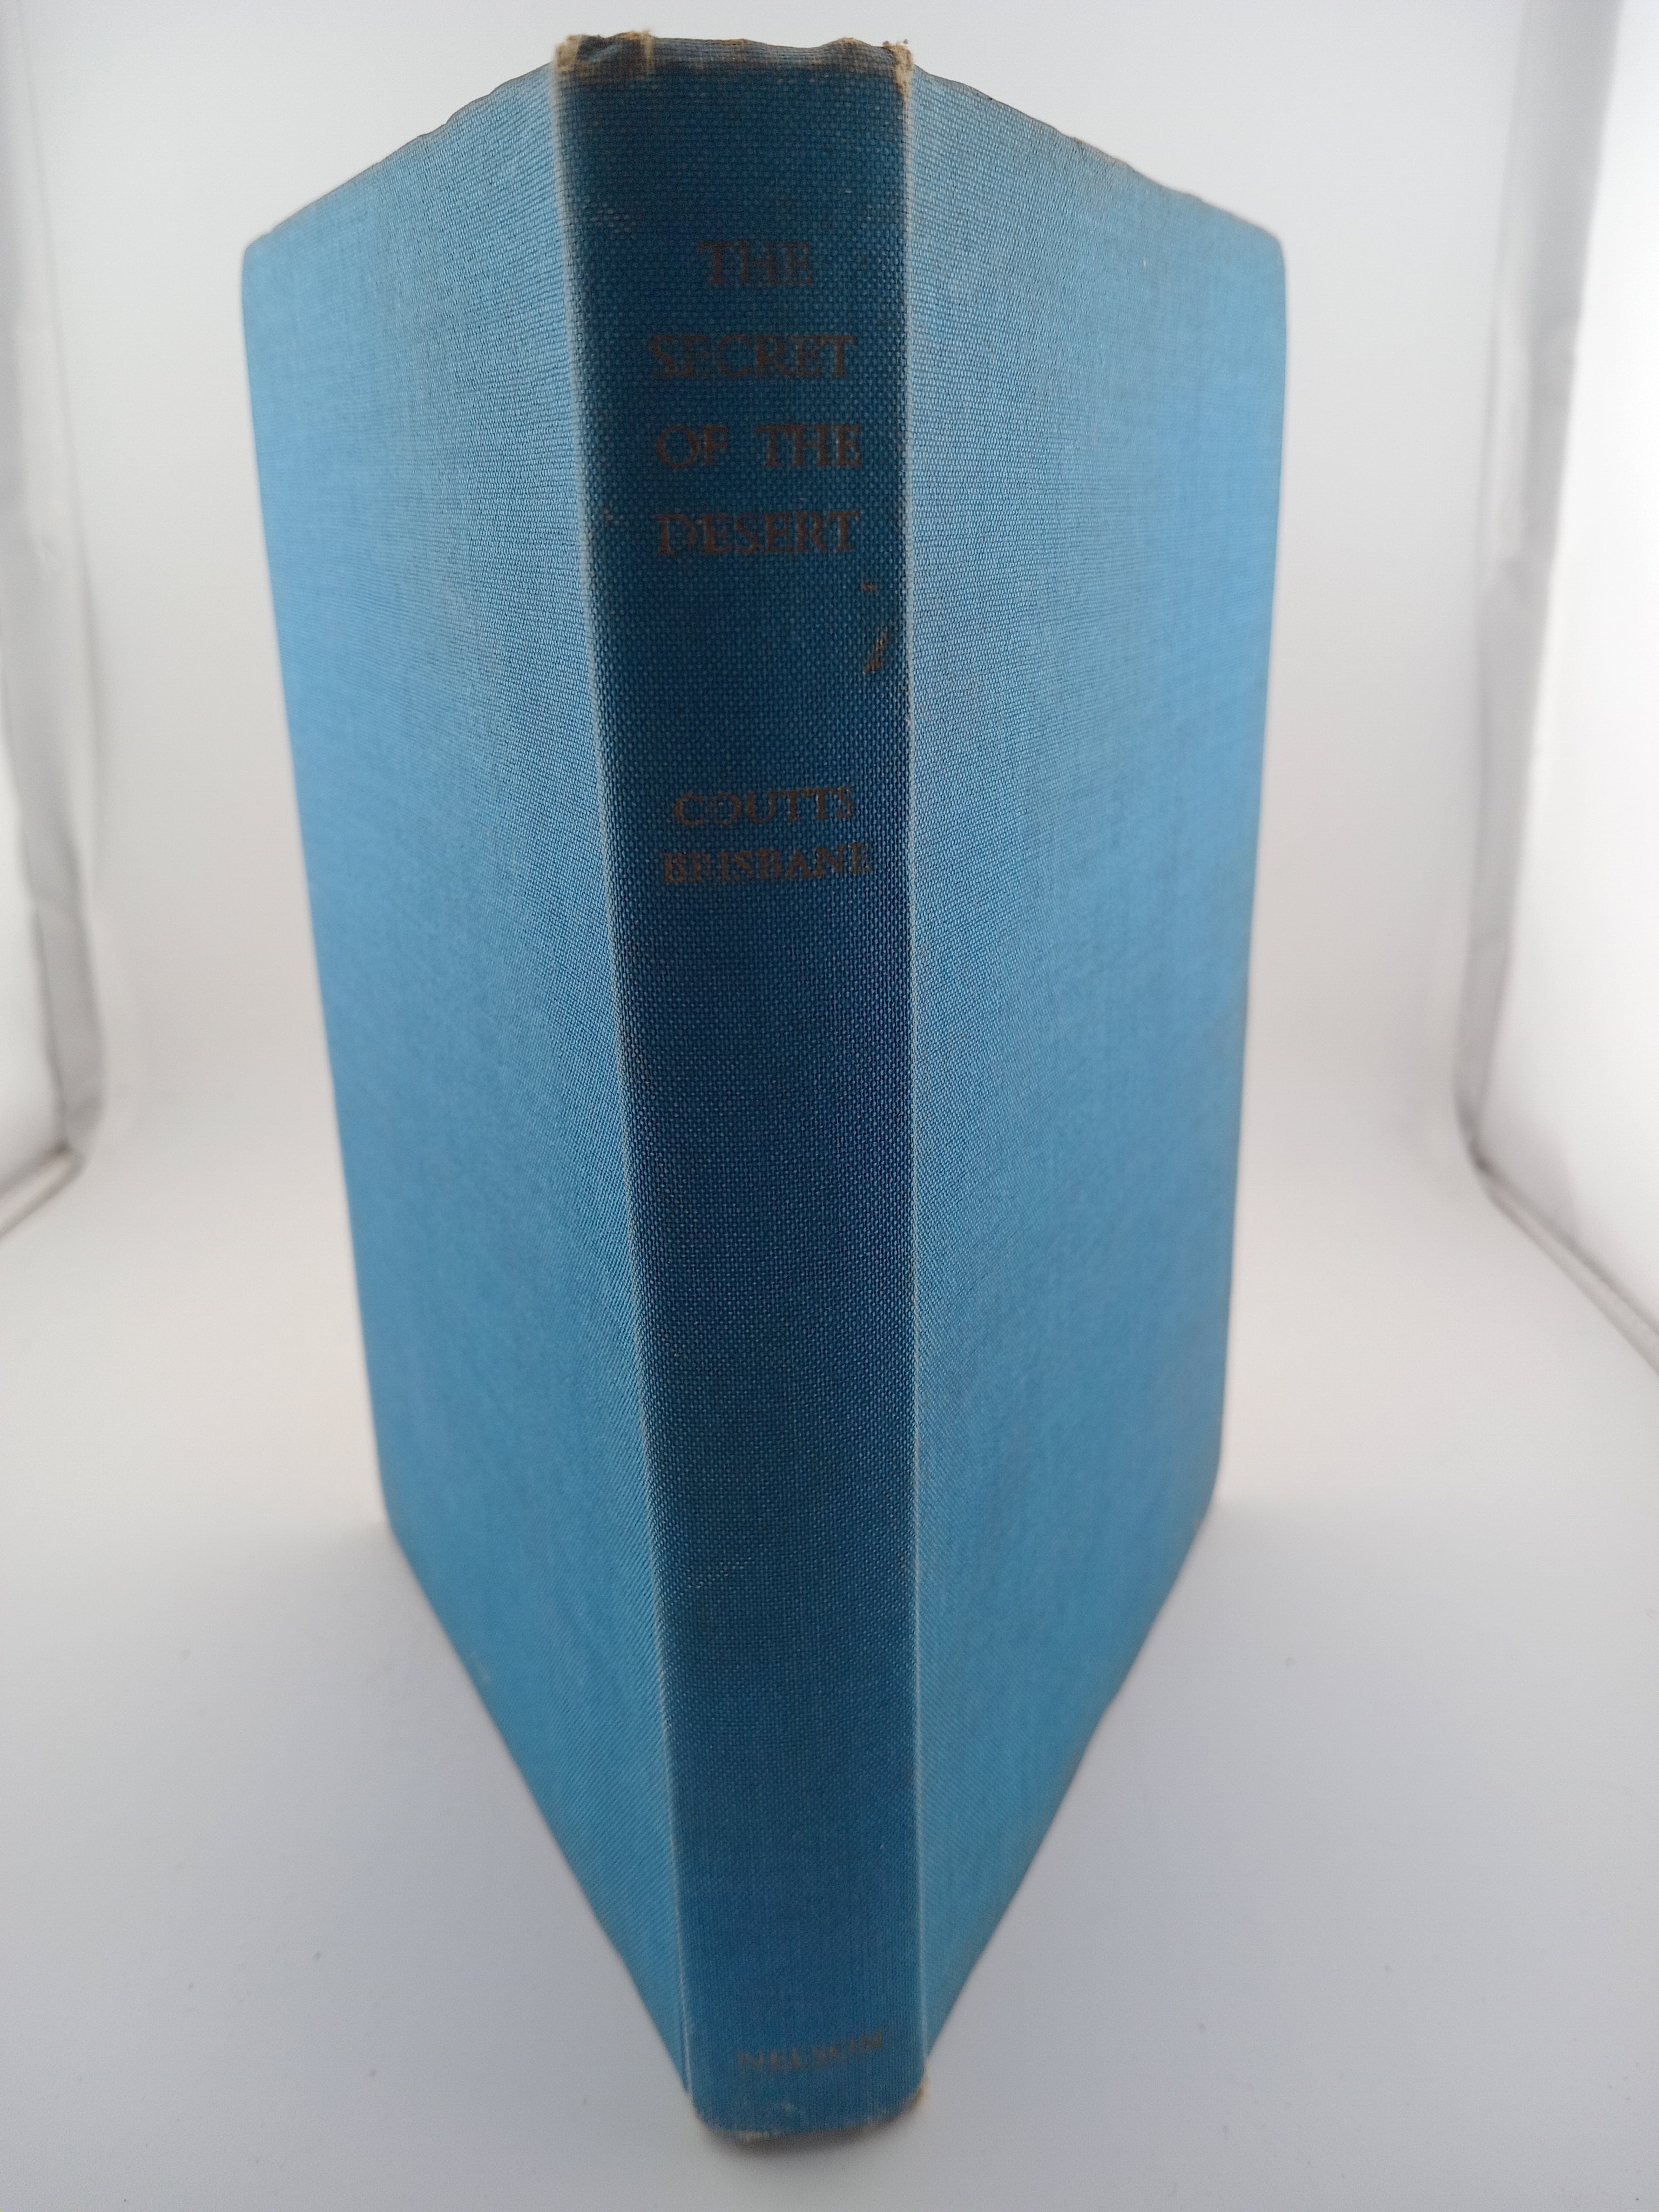 THE
SECRET
OF THE
DESERT
COUTTS
BRISBANE
NELSON